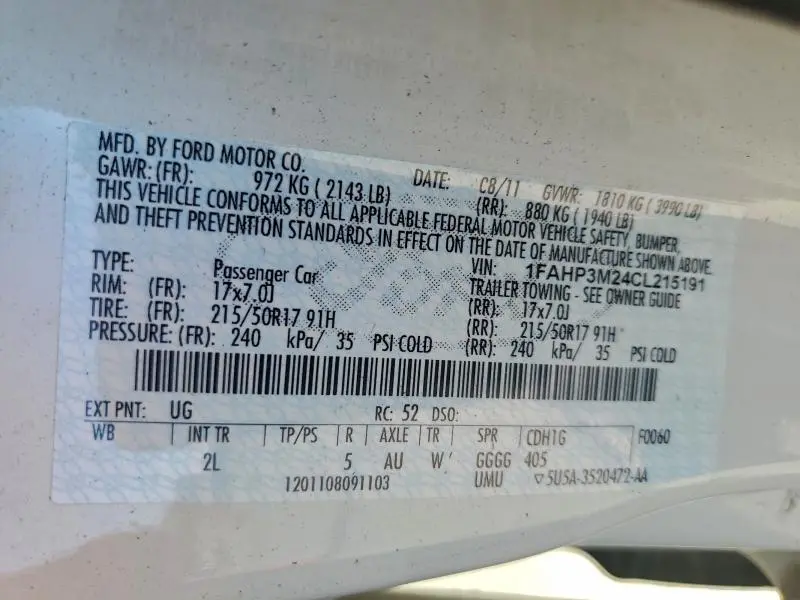 MFD. BY FORD MOTOR CO.
DATE: C8/11 GVWR: 1810 KG ( 3990 LB)
GAWR: (FR): 972 KG ( 2143 LB) (RR): 880 KG ( 1940 LB)
THIS VEHICLE CONFORMS TO ALL APPLICABLE FEDERAL MOTOR VEHICLE SAFETY, BUMPER,
AND THEFT PREVENTION STANDARDS IN EFFECT ON THE DATE OF MANUFACTURE SHOWN ABOVE.
VIN: 1FAHP3M24CL215191
TYPE: Passenger Car TRAILER TOWING - SEE OWNER GUIDE
RIM: (FR): 17x7.0J (RR): 17x7.0J
TIRE: (FR): 215/50R17 91H (RR): 215/50R17 91H
PRESSURE: (FR): 240 kPa/ 35 PSI COLD (RR): 240 kPa/ 35 PSI COLD
EXT PNT: UG RC: 52 DSO:
WB INT TR TP/PS R AXLE TR SPR CDH1G F0060
2L 5 AU W GGGG 405
1201108091103 UMU ▽5U5A-3520472-AA